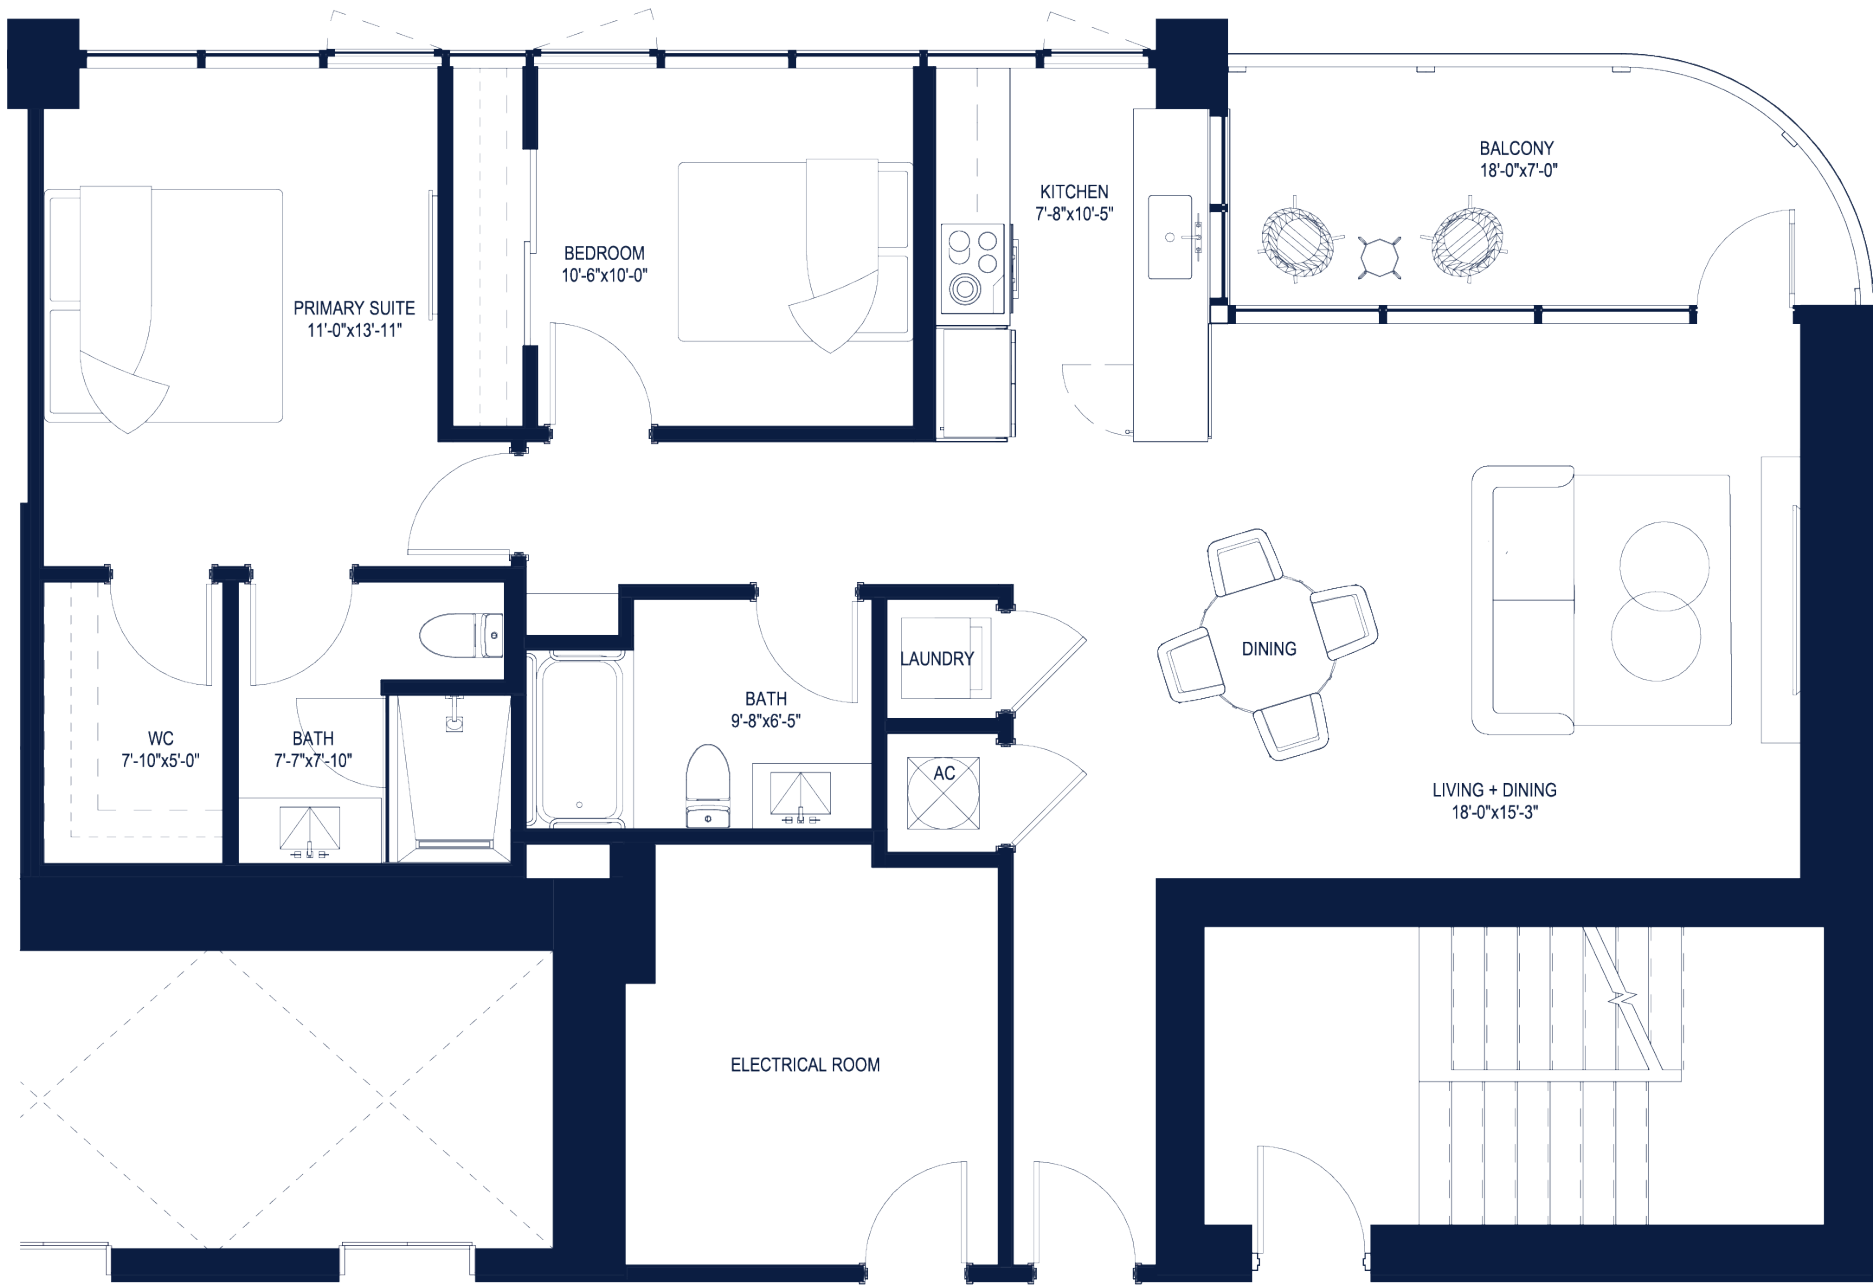 BALCONY
18'-0"x7'-0"
KITCHEN
7'-8"x10'-5"
BEDROOM
10'-6"x10'-0"
PRIMARY SUITE
11'-0"x13'-11"
DINING
LAUNDRY
BATH
9'-8"x6'-5"
WC
7'-10"x5'-0"
BATH
7'-7"x7'-10"
AC
LIVING + DINING
18'-0"x15'-3"
ELECTRICAL ROOM